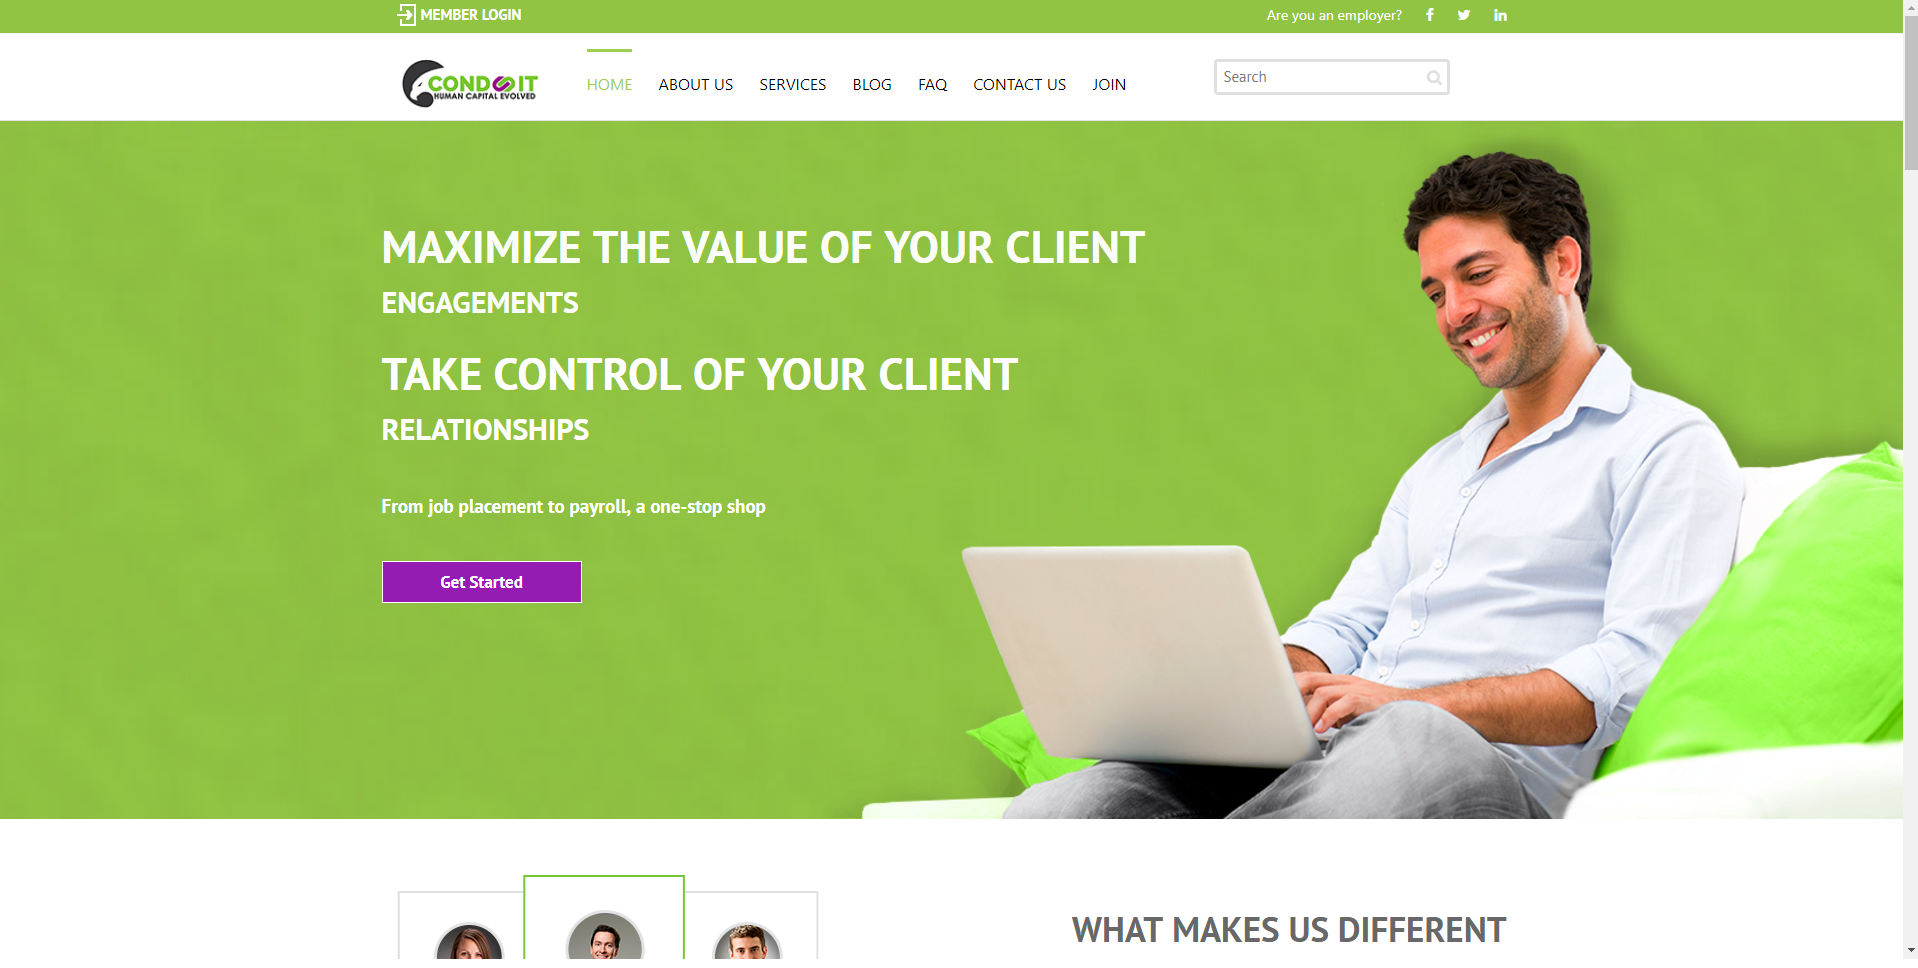 MEMBER LOGIN
Are you an employer?
CONDOIT
HUMAN CAPITAL EVOLVED
HOME
ABOUT US
SERVICES
BLOG
FAQ
CONTACT US
JOIN
Search
MAXIMIZE THE VALUE OF YOUR CLIENT
ENGAGEMENTS
TAKE CONTROL OF YOUR CLIENT
RELATIONSHIPS
From job placement to payroll, a one-stop shop
Get Started
WHAT MAKES US DIFFERENT